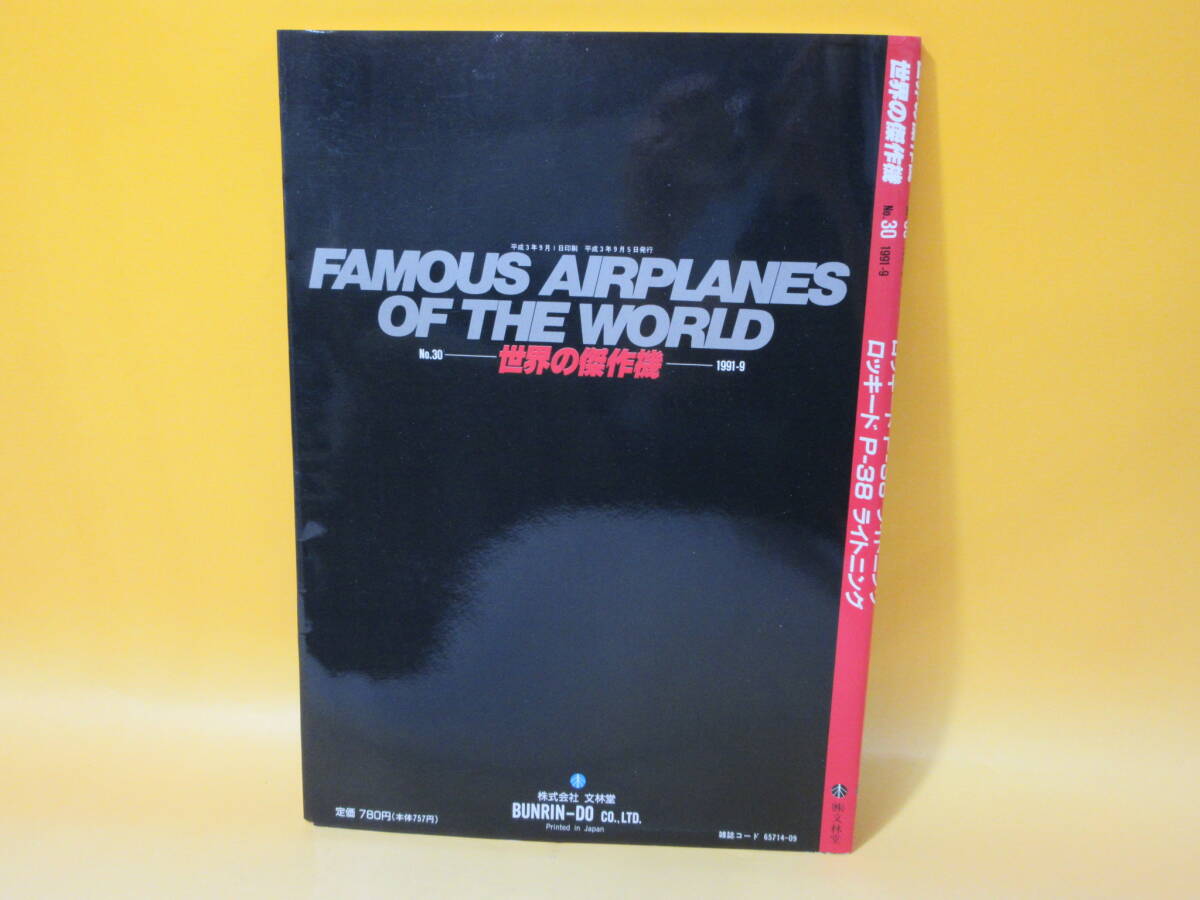 平成3年9月1日印刷 平成3年9月5日発行
FAMOUS AIRPLANES
OF THE WORLD
No.30 世界の傑作機 1991-9
株式会社 文林堂
BUNRIN-DO CO., LTD.
Printed in Japan
定価 780円(本体757円)
雑誌コード 65714-09
世界の傑作機 No.30 1991-9 ロッキード P-38 ライトニング ㈱文林堂